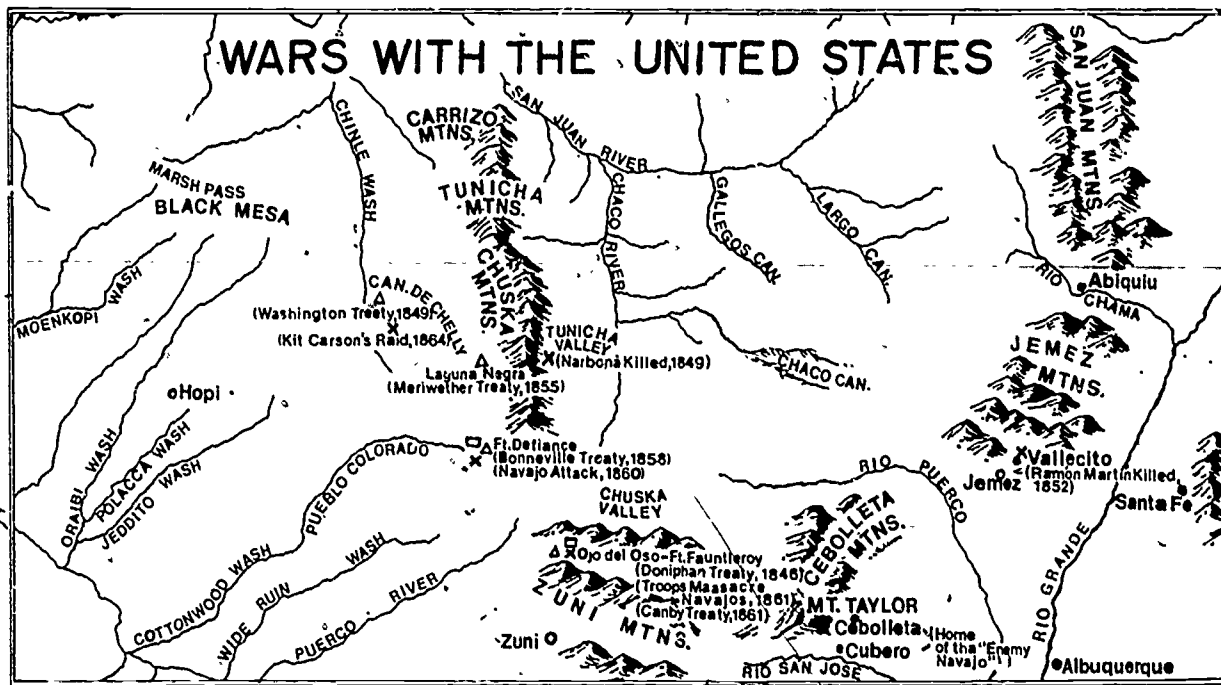 WARS WITH THE UNITED STATES
SAN JUAN MTNS.
CARRIZO
MTNS.
SAN JUAN RIVER
CHINLE WASH
MARSH PASS
BLACK MESA
TUNICHA
MTNS.
CHACO RIVER
GALLEGOS CAN.
LARGO CAN.
MOENKOPI WASH
CAN. DE CHELLY
(Washington Treaty, 1849)
(Kit Carson's Raid, 1864)
CHUSKA
MTNS.
TUNICHA
VALLEY
(Narbona Killed, 1849)
Laguna Negra
(Meriwether Treaty, 1855)
CHACO CAN.
RIO CHAMA
Abiquiu
JEMEZ
MTNS.
Hopi
ORAIBI WASH
POLACCA WASH
JEDDITO WASH
PUEBLO COLORADO
Ft. Defiance
(Bonneville Treaty, 1858)
(Navajo Attack, 1860)
RIO PUERCO
Vallecito
(Ramon Martin Killed,
1852)
Jemez
Santa Fe
CHUSKA
VALLEY
CEBOLLETA
MTNS.
RIO GRANDE
Ojo del Oso-Ft. Fauntleroy
(Doniphan Treaty, 1846)
(Troops Massacre
Navajos, 1861)
(Canby Treaty, 1861)
ZUNI MTNS.
COTTONWOOD WASH
WIDE RUIN WASH
PUERCO RIVER
Zuni
MT. TAYLOR
Cebolleta
(Home
of the "Enemy
Navajo")
Cubero
RIO SAN JOSE
Albuquerque